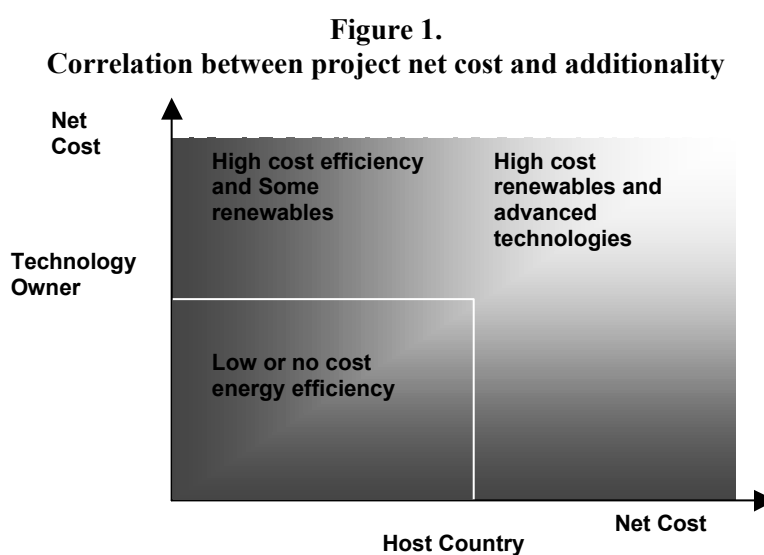 Figure 1.
Correlation between project net cost and additionality
Net
Cost
High cost efficiency
and Some
renewables
High cost
renewables and
advanced
technologies
Technology
Owner
Low or no cost
energy efficiency
Net Cost
Host Country